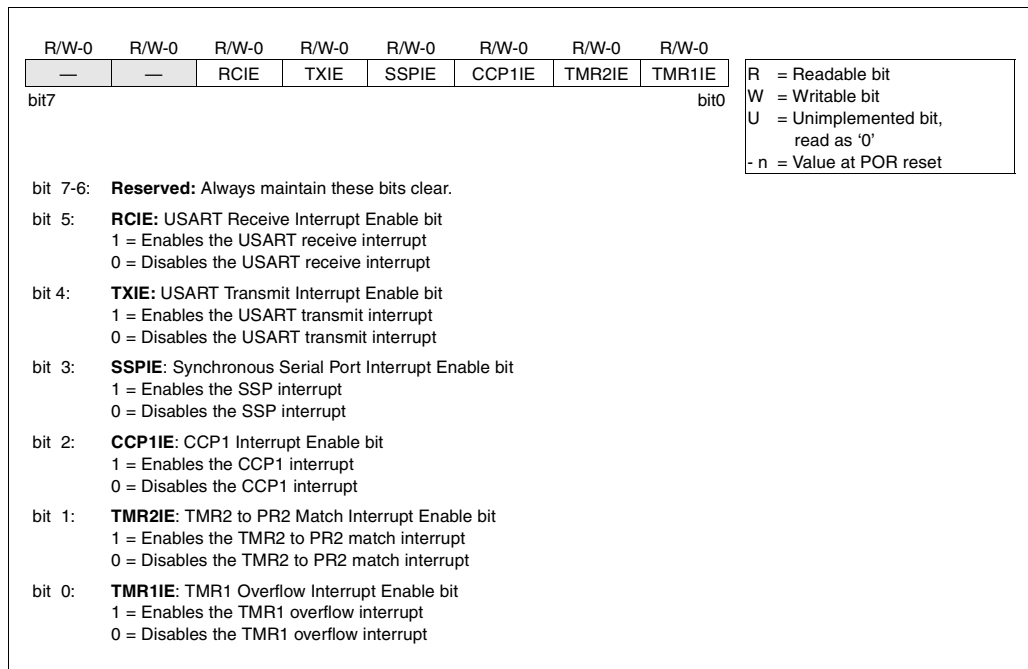 R/W-0 R/W-0 R/W-0 R/W-0 R/W-0 R/W-0 R/W-0 R/W-0
— — RCIE TXIE SSPIE CCP1IE TMR2IE TMR1IE
bit7 bit0
R = Readable bit
W = Writable bit
U = Unimplemented bit,
read as ‘0’
- n = Value at POR reset
bit 7-6: Reserved: Always maintain these bits clear.
bit 5: RCIE: USART Receive Interrupt Enable bit
1 = Enables the USART receive interrupt
0 = Disables the USART receive interrupt
bit 4: TXIE: USART Transmit Interrupt Enable bit
1 = Enables the USART transmit interrupt
0 = Disables the USART transmit interrupt
bit 3: SSPIE: Synchronous Serial Port Interrupt Enable bit
1 = Enables the SSP interrupt
0 = Disables the SSP interrupt
bit 2: CCP1IE: CCP1 Interrupt Enable bit
1 = Enables the CCP1 interrupt
0 = Disables the CCP1 interrupt
bit 1: TMR2IE: TMR2 to PR2 Match Interrupt Enable bit
1 = Enables the TMR2 to PR2 match interrupt
0 = Disables the TMR2 to PR2 match interrupt
bit 0: TMR1IE: TMR1 Overflow Interrupt Enable bit
1 = Enables the TMR1 overflow interrupt
0 = Disables the TMR1 overflow interrupt